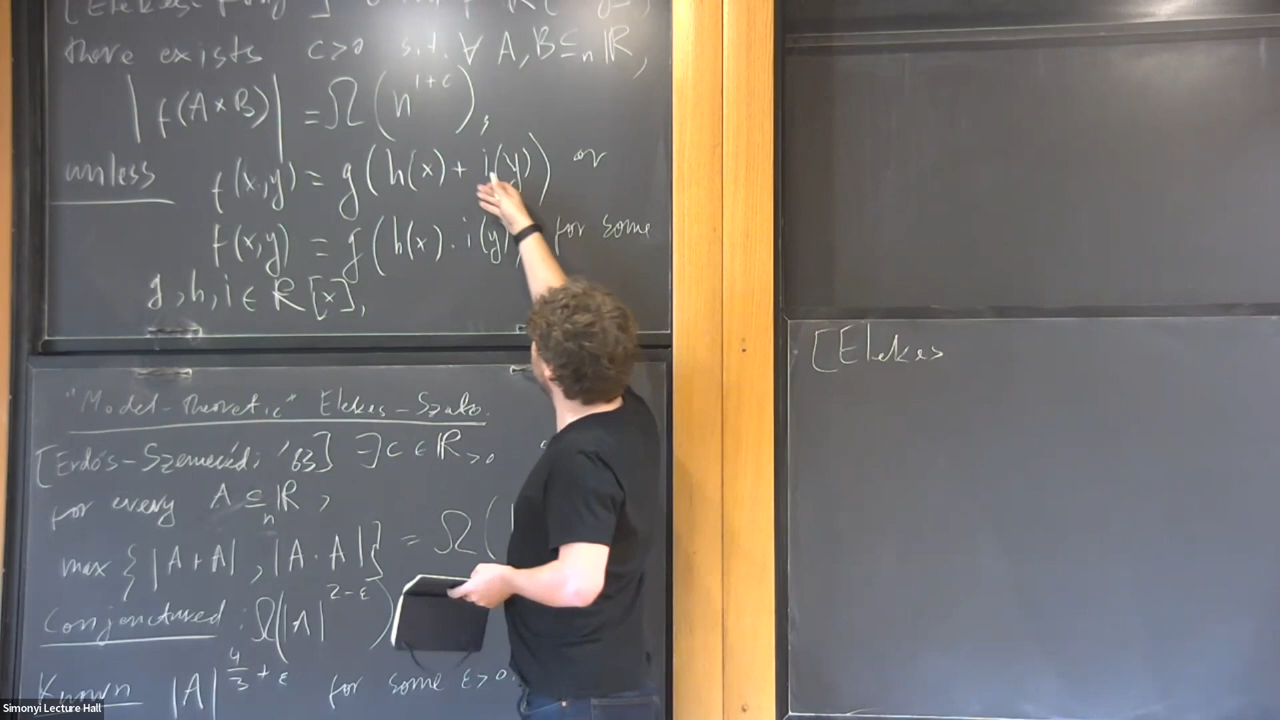 there exists c>0 s.t. ∀ A, B ⊆_n ℝ,
|f(A×B)| = Ω(n^{1+c}),
unless f(x,y) = g(h(x) + i(y)) or
f(x,y) = g(h(x) · i(y)) for some
g, h, i ∈ ℝ[x],
"Model-theoretic" Elekes-Szabo.
[Erdős-Szemerédi '83] ∃ c ∈ ℝ_{>0}
for every A ⊆_n ℝ,
max {|A+A|, |A·A|} = Ω(|
Conjectured : Ω(|A|^{2-ε})
Known |A|^{4/3+ε} for some ε>0.
[Elekes
Simonyi Lecture Hall